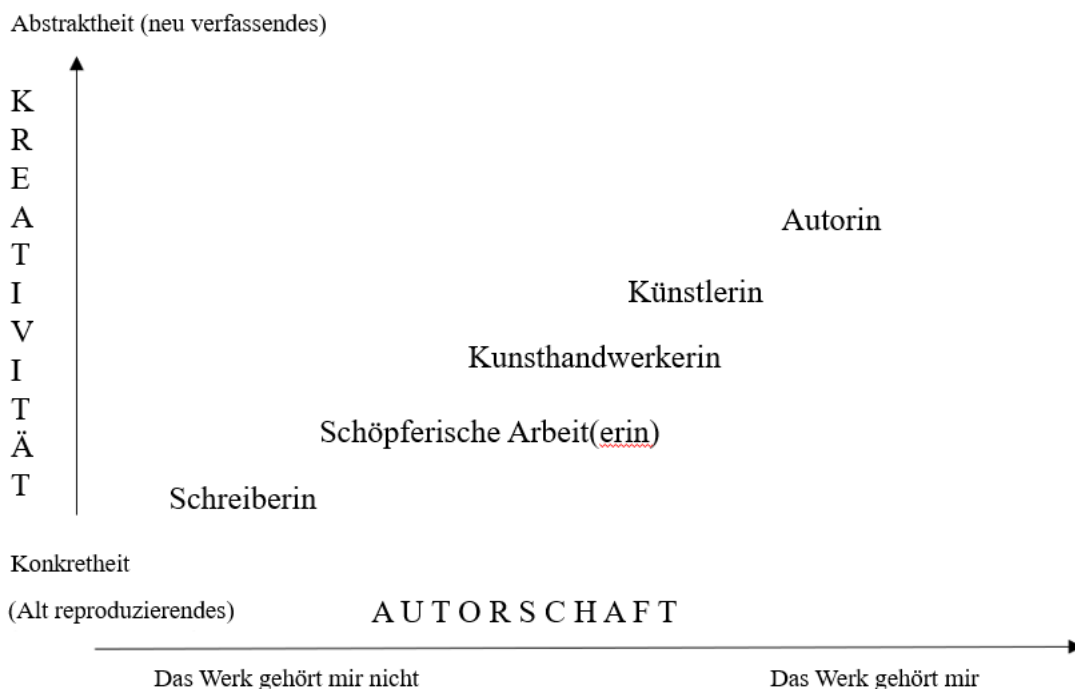 Abstraktheit (neu verfassendes)
KREATIVITÄT
Autorin
Künstlerin
Kunsthandwerkerin
Schöpferische Arbeit(erin)
Schreiberin
Konkretheit
(Alt reproduzierendes)
A U T O R S C H A F T
Das Werk gehört mir nicht
Das Werk gehört mir